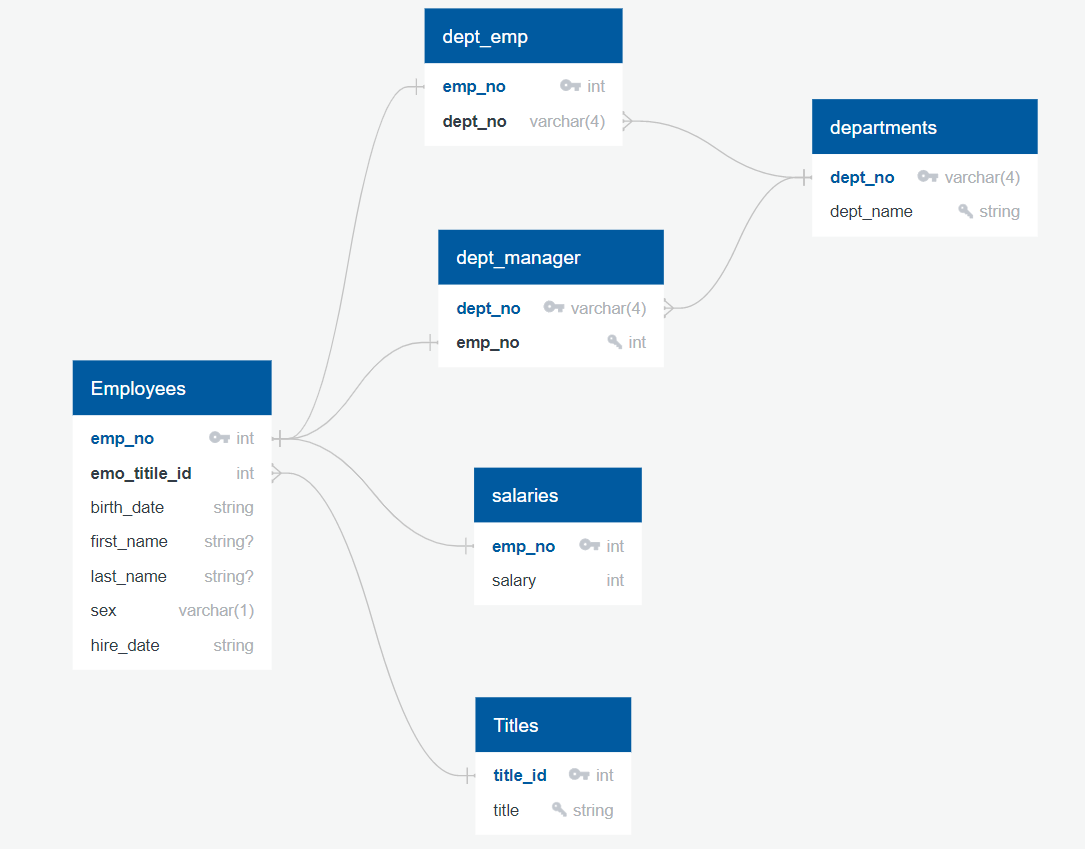 dept_emp
emp_no int
dept_no varchar(4)
departments
dept_no varchar(4)
dept_name string
dept_manager
dept_no varchar(4)
emp_no int
Employees
emp_no int
emo_titile_id int
birth_date string
first_name string?
last_name string?
sex varchar(1)
hire_date string
salaries
emp_no int
salary int
Titles
title_id int
title string